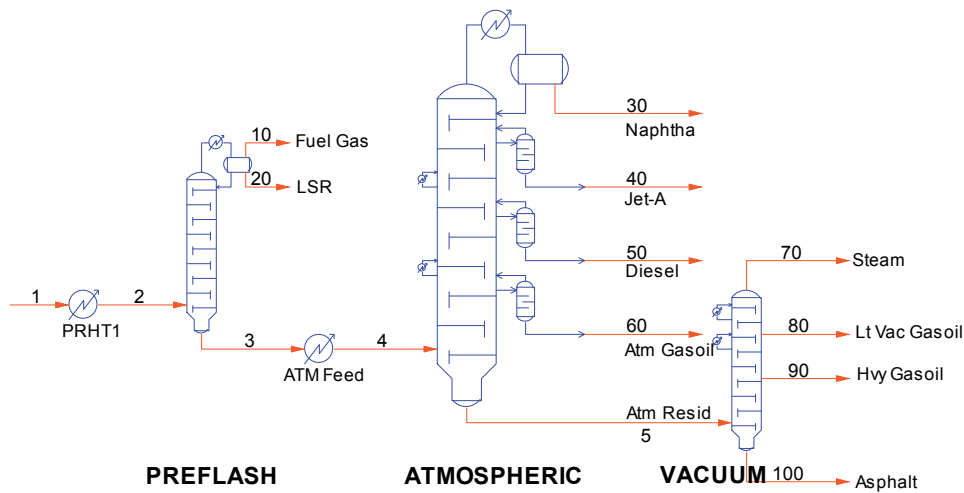 30
Naphtha
10
Fuel Gas
20
LSR
40
Jet-A
50
Diesel
70
Steam
1
2
PRHT1
3
4
ATM Feed
60
Atm Gasoil
80
Lt Vac Gasoil
90
Hvy Gasoil
Atm Resid
5
PREFLASH
ATMOSPHERIC
VACUUM
100
Asphalt